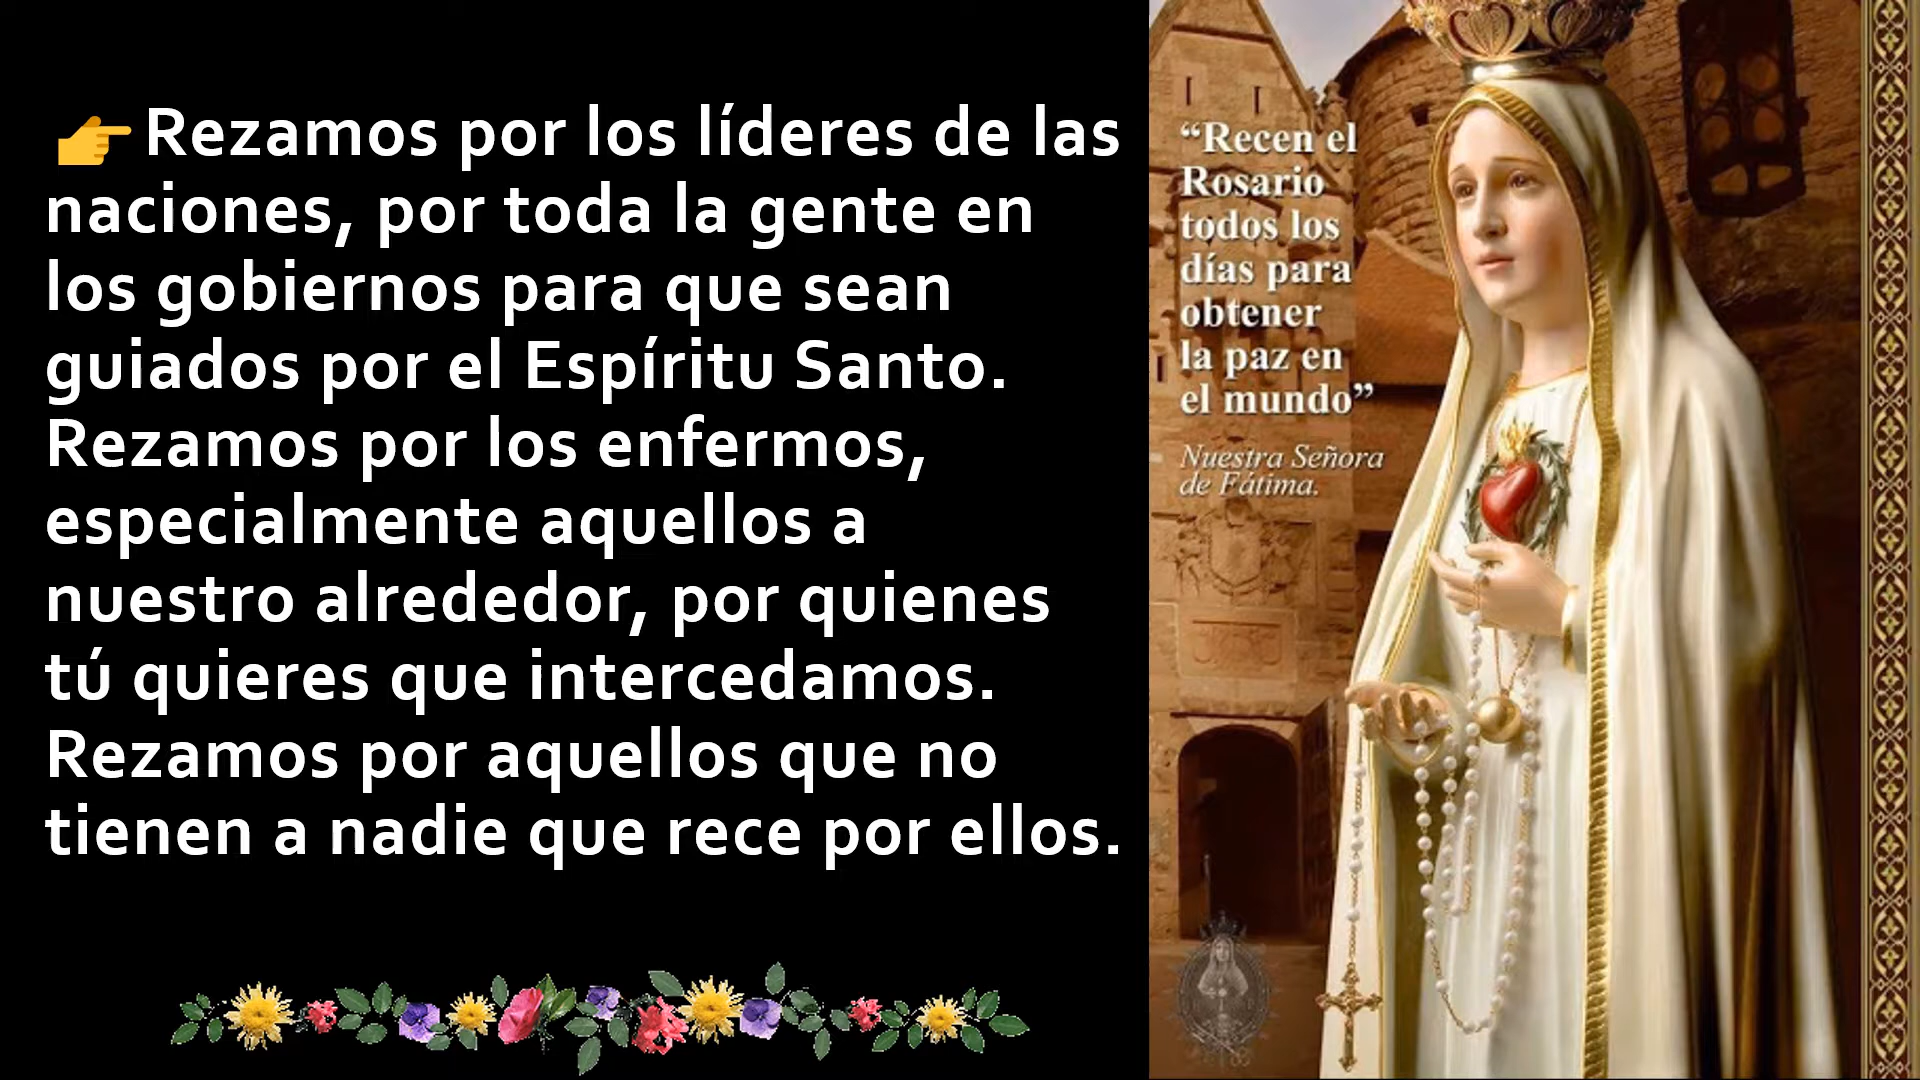 👉Rezamos por los líderes de las
naciones, por toda la gente en
los gobiernos para que sean
guiados por el Espíritu Santo.
Rezamos por los enfermos,
especialmente aquellos a
nuestro alrededor, por quienes
tú quieres que intercedamos.
Rezamos por aquellos que no
tienen a nadie que rece por ellos.
“Recen el
Rosario
todos los
días para
obtener
la paz en
el mundo”
Nuestra Señora
de Fátima.